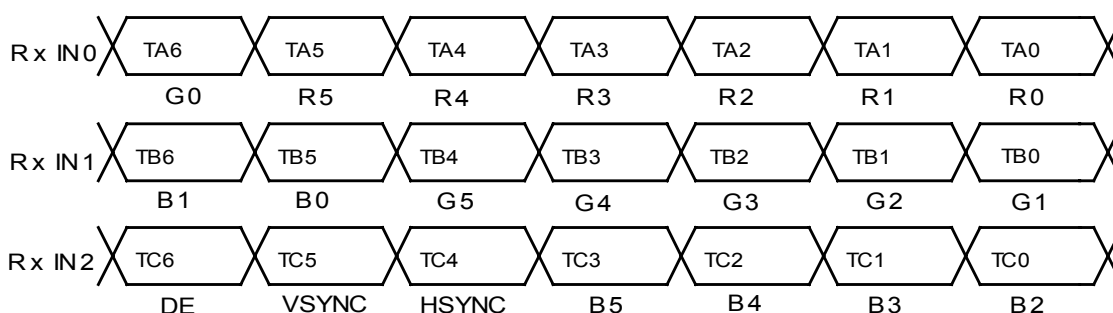 Rx IN0 TA6 TA5 TA4 TA3 TA2 TA1 TA0
G0 R5 R4 R3 R2 R1 R0
Rx IN1 TB6 TB5 TB4 TB3 TB2 TB1 TB0
B1 B0 G5 G4 G3 G2 G1
Rx IN2 TC6 TC5 TC4 TC3 TC2 TC1 TC0
DE VSYNC HSYNC B5 B4 B3 B2